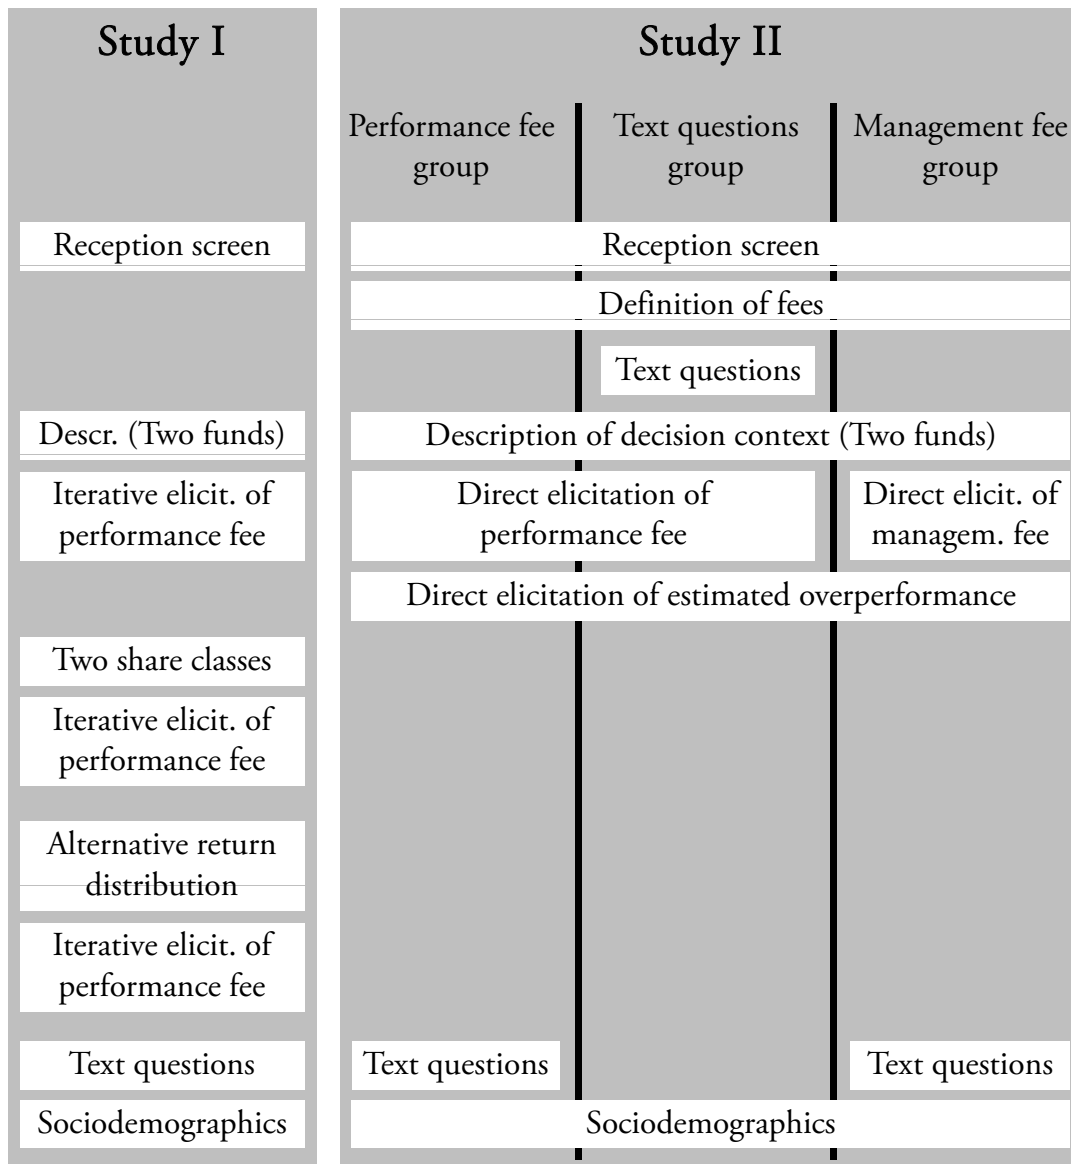 Study I
Reception screen
Descr. (Two funds)
Iterative elicit. of
performance fee
Two share classes
Iterative elicit. of
performance fee
Alternative return
distribution
Iterative elicit. of
performance fee
Text questions
Sociodemographics
Study II
Performance fee
group
Text questions
group
Management fee
group
Reception screen
Definition of fees
Text questions
Description of decision context (Two funds)
Direct elicitation of
performance fee
Direct elicit. of
managem. fee
Direct elicitation of estimated overperformance
Text questions
Text questions
Sociodemographics